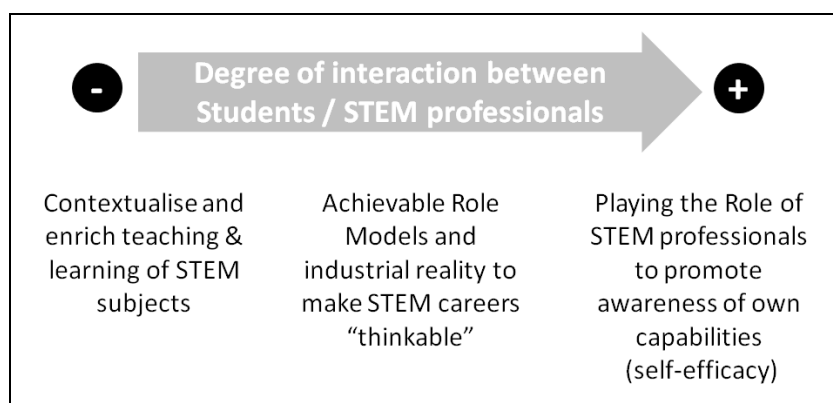 -
Degree of interaction between
Students / STEM professionals
+
Contextualise and
enrich teaching &
learning of STEM
subjects
Achievable Role
Models and
industrial reality to
make STEM careers
“thinkable”
Playing the Role of
STEM professionals
to promote
awareness of own
capabilities
(self-efficacy)